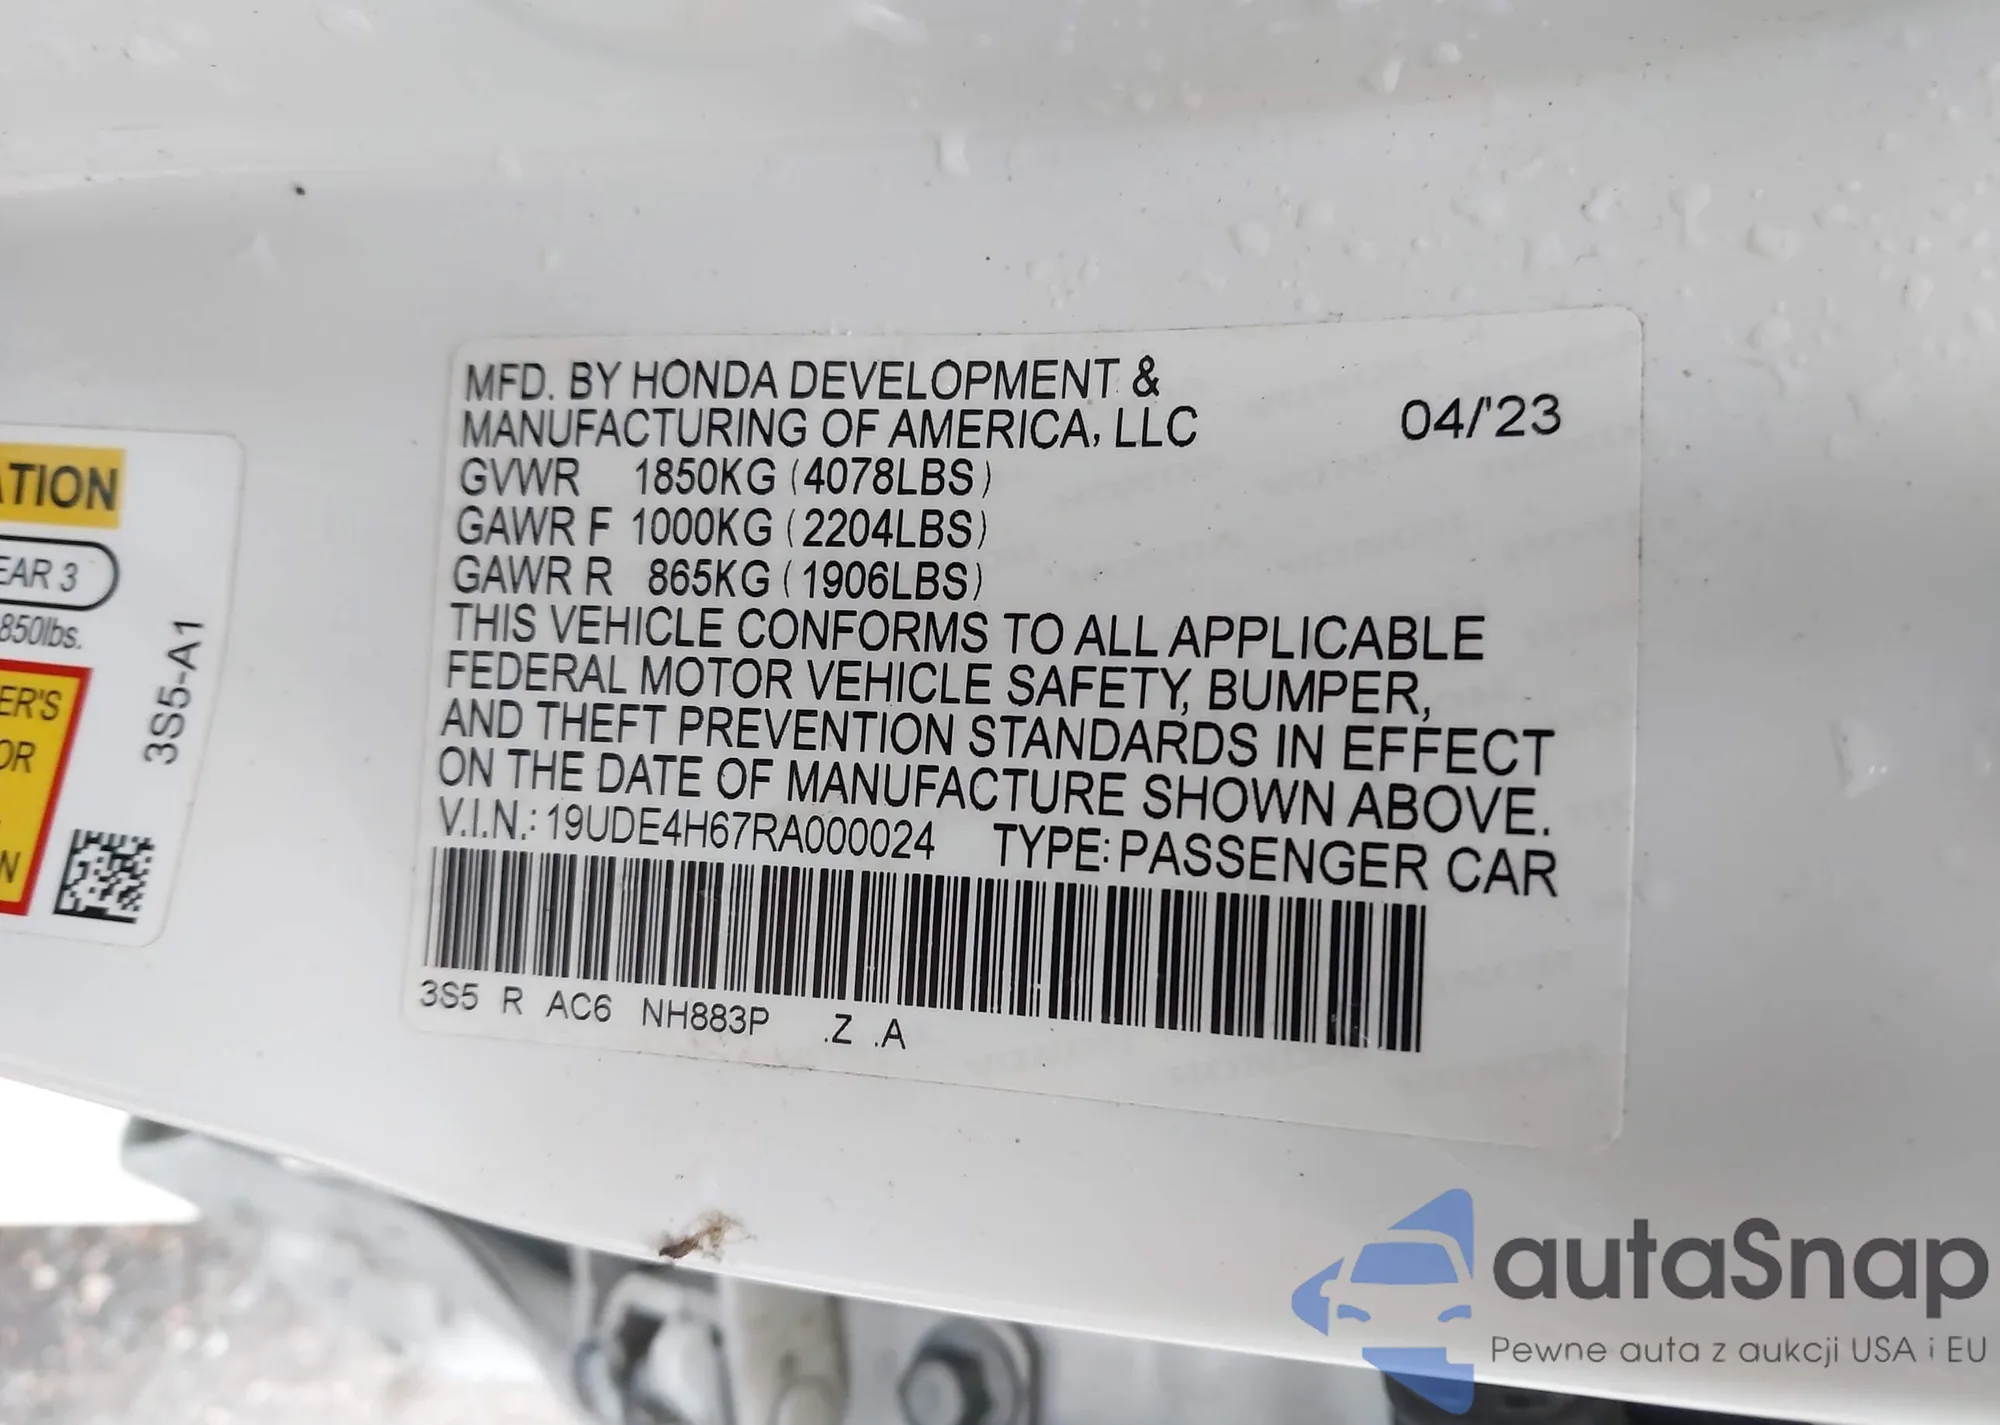 MFD. BY HONDA DEVELOPMENT &
MANUFACTURING OF AMERICA, LLC
04/'23
GVWR 1850KG (4078LBS)
GAWR F 1000KG (2204LBS)
GAWR R 865KG (1906LBS)
THIS VEHICLE CONFORMS TO ALL APPLICABLE
FEDERAL MOTOR VEHICLE SAFETY, BUMPER,
AND THEFT PREVENTION STANDARDS IN EFFECT
ON THE DATE OF MANUFACTURE SHOWN ABOVE.
V.I.N.: 19UDE4H67RA000024 TYPE: PASSENGER CAR
3S5 R AC6 NH883P .Z .A
ATION
EAR 3
850lbs.
ER'S
OR
N
3S5-A1
autaSnap
Pewne auta z aukcji USA i EU